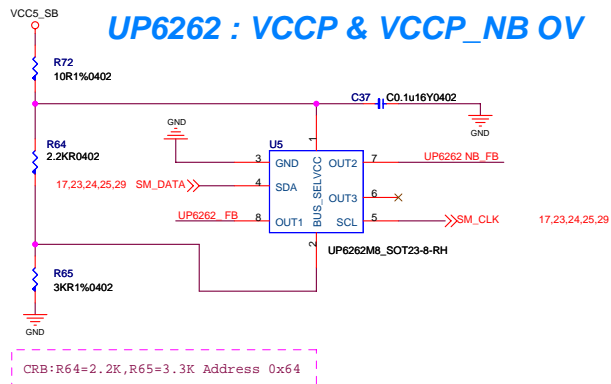 UP6262 : VCCP & VCCP_NB OV
VCC5_SB
R72
10R1%0402
C37 C0.1u16Y0402
GND
GND
R64
2.2KR0402
U5
1
3 GND
BUS_SELVCC
OUT2 7 UP6262 NB_FB
17,23,24,25,29 SM_DATA 4 SDA
OUT3 6
UP6262_ FB 8 OUT1
SCL 5 SM_CLK 17,23,24,25,29
2
UP6262M8_SOT23-8-RH
R65
3KR1%0402
GND
CRB:R64=2.2K,R65=3.3K Address 0x64